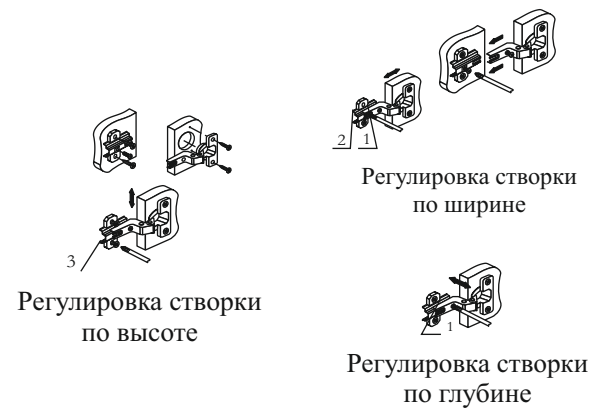 2 1
Регулировка створки
по ширине
3
Регулировка створки
по высоте
1
Регулировка створки
по глубине